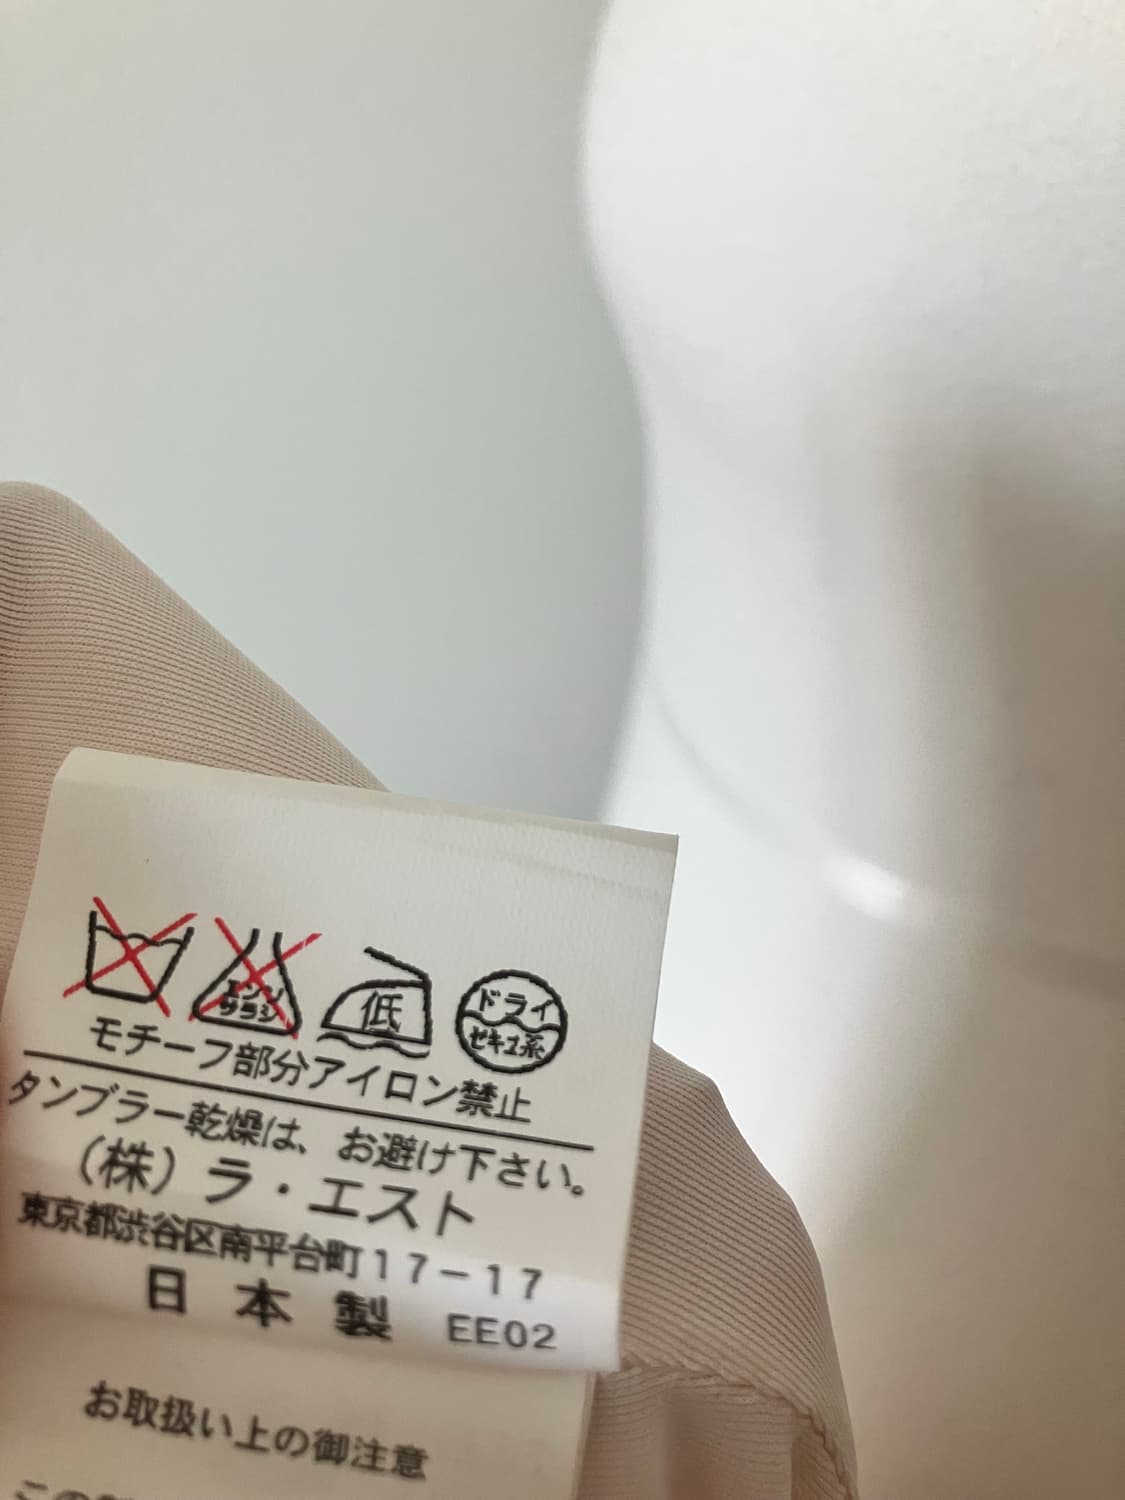 エンソ
サラシ
低
ドライ
セキユ系
モチーフ部分アイロン禁止
タンブラー乾燥は、お避け下さい。
(株)ラ・エスト
東京都渋谷区南平台町17-17
日本製 EE02
お取扱い上の御注意
この